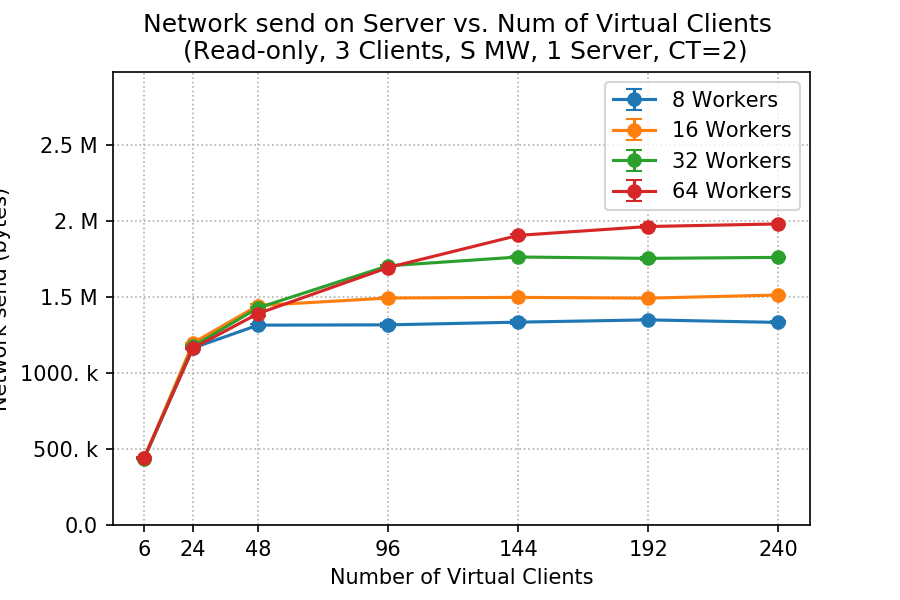 Network send on Server vs. Num of Virtual Clients
(Read-only, 3 Clients, S MW, 1 Server, CT=2)
8 Workers
16 Workers
32 Workers
64 Workers
2.5 M
2. M
1.5 M
1000. k
500. k
0.0
Network send (bytes)
6 24 48 96 144 192 240
Number of Virtual Clients